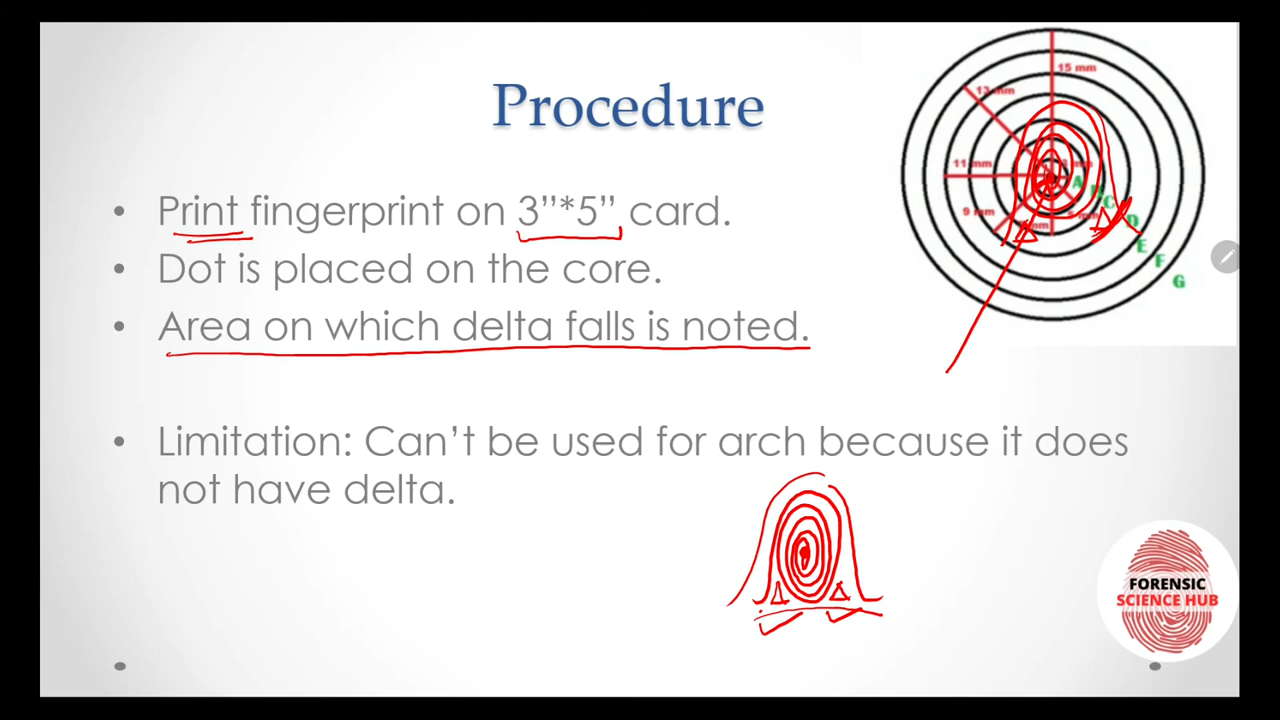 Procedure
• Print fingerprint on 3”*5” card.
• Dot is placed on the core.
• Area on which delta falls is noted.
• Limitation: Can’t be used for arch because it does
not have delta.
15 mm
13 mm
11 mm
9 mm
A
C
D
E
F
G
FORENSIC
SCIENCE HUB